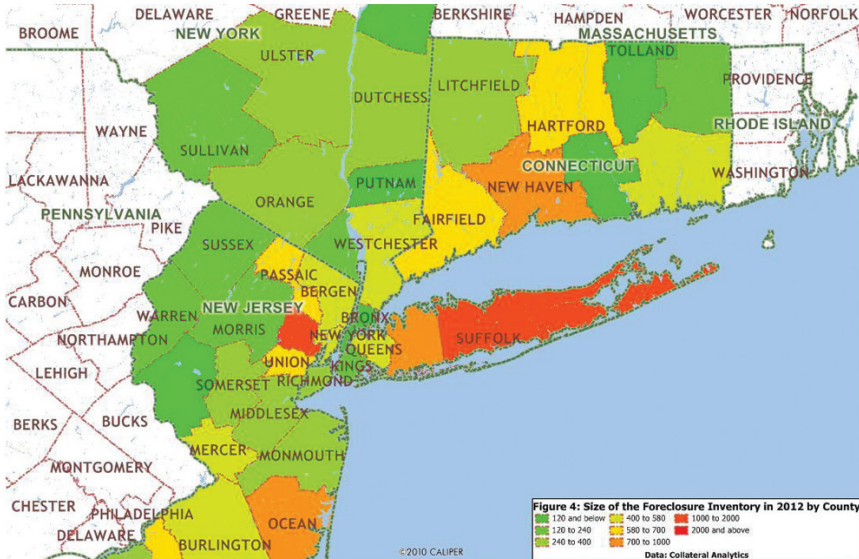 DELAWARE
GREENE
BERKSHIRE
HAMPDEN
WORCESTER
NORFOLK
BROOME
NEW YORK
MASSACHUSETTS
ULSTER
TOLLAND
DUTCHESS
LITCHFIELD
PROVIDENCE
WAYNE
HARTFORD
RHODE ISLAND
SULLIVAN
CONNECTICUT
LACKAWANNA
PUTNAM
NEW HAVEN
WASHINGTON
ORANGE
PENNSYLVANIA
FAIRFIELD
PIKE
SUSSEX
WESTCHESTER
MONROE
PASSAIC
BERGEN
CARBON
NEW JERSEY
WARREN
MORRIS
BRONX
NORTHAMPTON
NEW YORK
SUFFOLK
QUEENS
UNION
KINGS
LEHIGH
SOMERSET
RICHMOND
MIDDLESEX
BERKS
BUCKS
MERCER
MONMOUTH
MONTGOMERY
CHESTER
PHILADELPHIA
OCEAN
DELAWARE
BURLINGTON
©2010 CALIPER
Figure 4: Size of the Foreclosure Inventory in 2012 by County
120 and below 400 to 580 1000 to 2000
120 to 240 580 to 700 2000 and above
240 to 400 700 to 1000
Data: Collateral Analytics